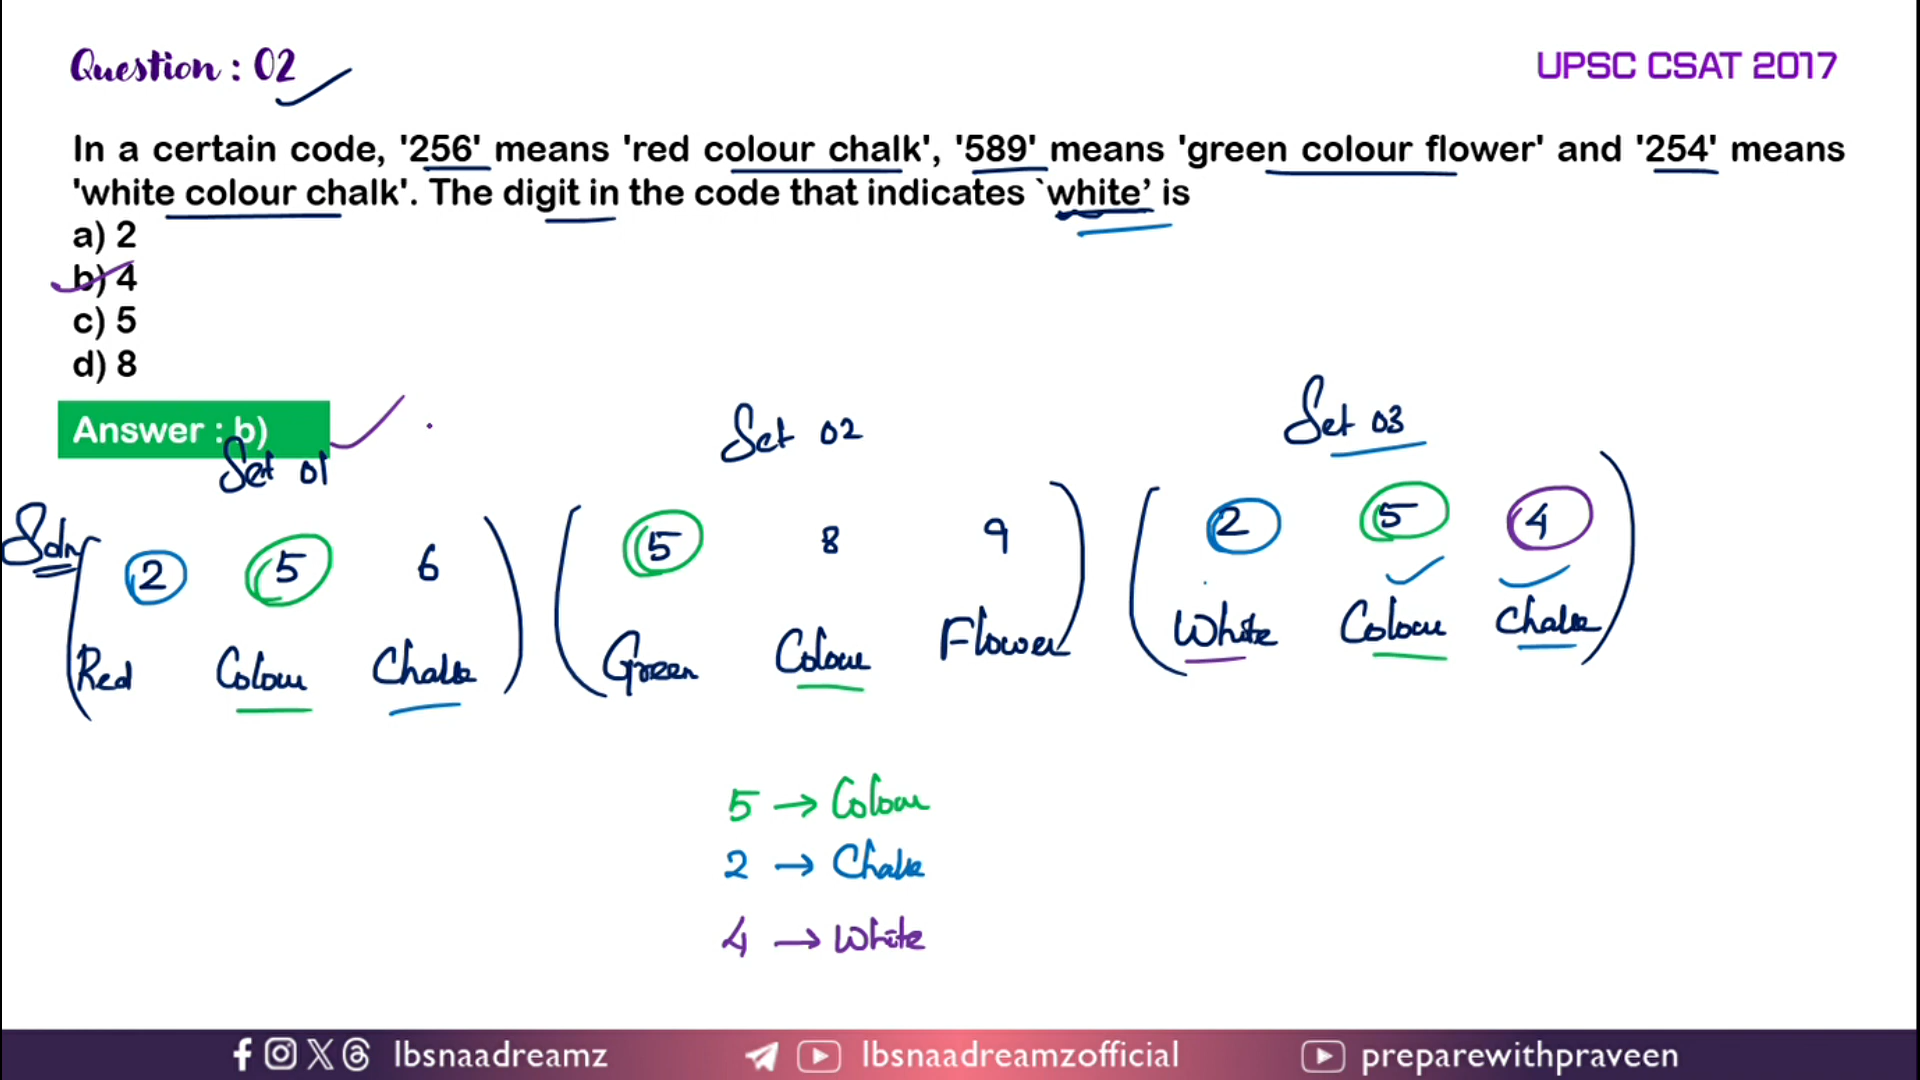 Question : 02
UPSC CSAT 2017
In a certain code, '256' means 'red colour chalk', '589' means 'green colour flower' and '254' means
'white colour chalk'. The digit in the code that indicates `white’ is
a) 2
b) 4
c) 5
d) 8
Answer : b)
Set 01
Set 02
Set 03
Soln
2 5 6
5 8 9
2 5 4
Red Colour Chalk
Green Colour Flower
White Colour Chalk
5 → Colour
2 → Chalk
4 → White
lbsnaadreamz
lbsnaadreamzofficial
preparewithpraveen